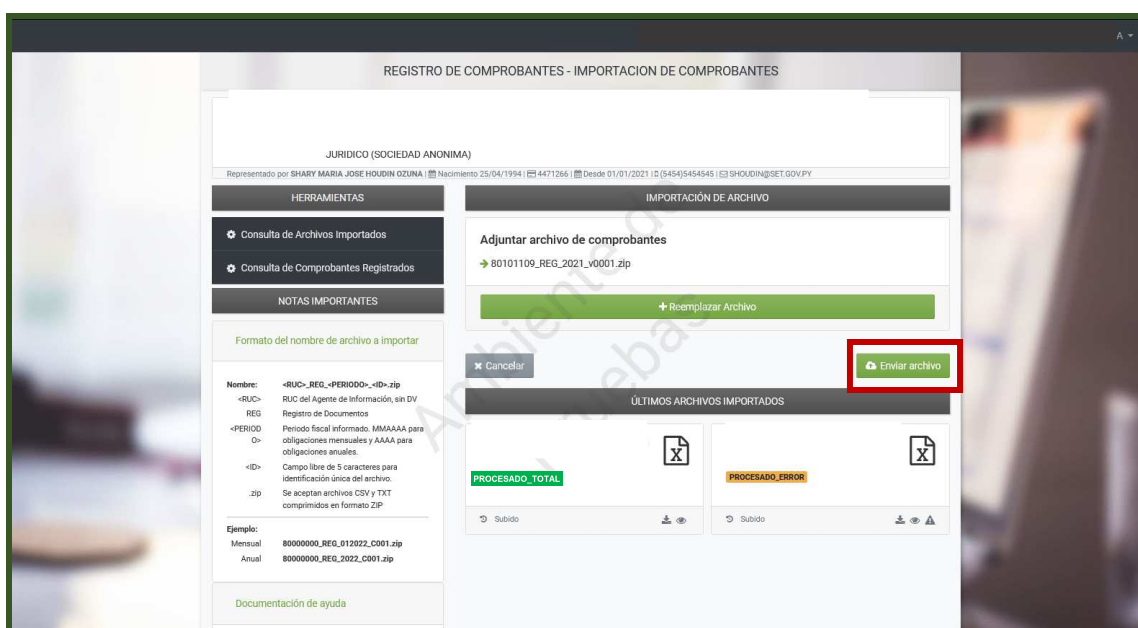 A
REGISTRO DE COMPROBANTES - IMPORTACION DE COMPROBANTES
JURIDICO (SOCIEDAD ANONIMA)
Representado por SHARY MARIA JOSE HOUDIN OZUNA | Nacimiento 25/04/1994 | 4471266 | Desde 01/01/2021 | (5454)5454545 | SHOUDIN@SET.GOV.PY
HERRAMIENTAS
Consulta de Archivos Importados
Consulta de Comprobantes Registrados
NOTAS IMPORTANTES
Formato del nombre de archivo a importar
Nombre: <RUC>_REG_<PERIODO>_<ID>.zip
<RUC> RUC del Agente de Información, sin DV
REG Registro de Documentos
<PERIOD Periodo fiscal informado. MMAAAA para
O> obligaciones mensuales y AAAA para
obligaciones anuales.
<ID> Campo libre de 5 caracteres para
identificación única del archivo.
.zip Se aceptan archivos CSV y TXT
comprimidos en formato ZIP
Ejemplo:
Mensual 80000000_REG_012022_C001.zip
Anual 80000000_REG_2022_C001.zip
Documentación de ayuda
IMPORTACIÓN DE ARCHIVO
Adjuntar archivo de comprobantes
80101109_REG_2021_v0001.zip
+ Reemplazar Archivo
Cancelar
Enviar archivo
ÚLTIMOS ARCHIVOS IMPORTADOS
X
PROCESADO_TOTAL
Subido
X
PROCESADO_ERROR
Subido
Ambiente de
Pruebas